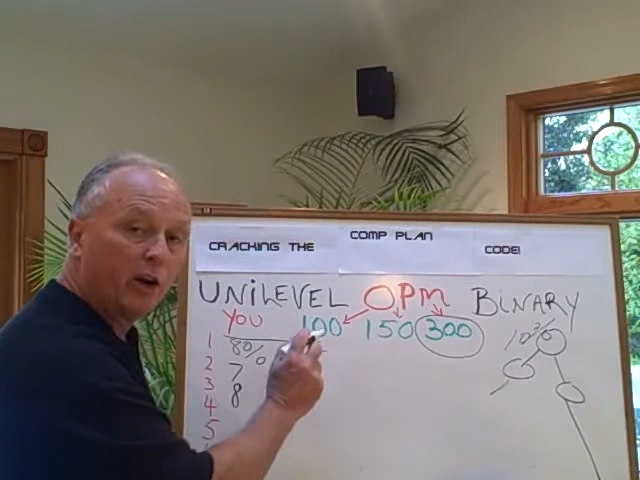 CRACKING THE COMP PLAN CODE!
UNILEVEL OPM BINARY
YOU 100 150 300
1 80% 10%
2 7
3 8
4
5